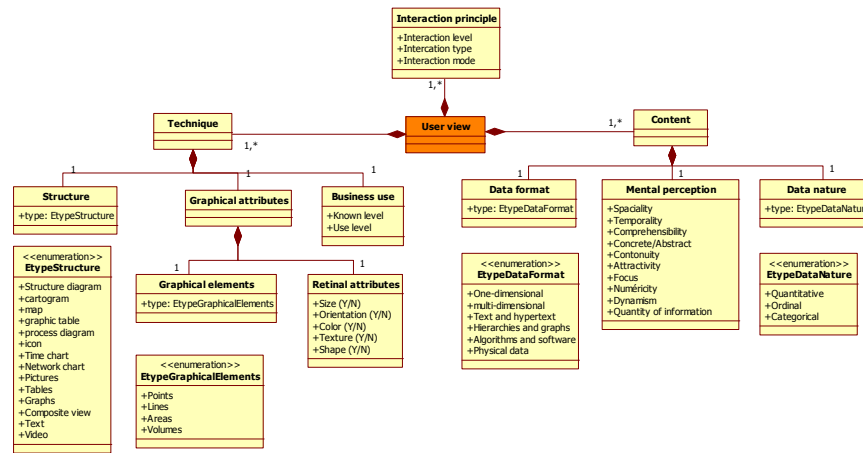 Interaction principle
+Interaction level
+Intercation type
+Interaction mode
1,*
Technique
1,*
User view
1,*
Content
1
1
1
1
1
1
Structure
+type: EtypeStructure
Graphical attributes
Business use
+Known level
+Use level
Data format
+type: EtypeDataFormat
Mental perception
+Spaciality
+Temporality
+Comprehensibility
+Concrete/Abstract
+Contonuity
+Attractivity
+Focus
+Numéricity
+Dynamism
+Quantity of information
Data nature
+type: EtypeDataNature
<<enumeration>>
EtypeStructure
+Structure diagram
+cartogram
+map
+graphic table
+process diagram
+icon
+Time chart
+Network chart
+Pictures
+Tables
+Graphs
+Composite view
+Text
+Video
1
1
Graphical elements
+type: EtypeGraphicalElements
Retinal attributes
+Size (Y/N)
+Orientation (Y/N)
+Color (Y/N)
+Texture (Y/N)
+Shape (Y/N)
<<enumeration>>
EtypeDataFormat
+One-dimensional
+multi-dimensional
+Text and hypertext
+Hierarchies and graphs
+Algorithms and software
+Physical data
<<enumeration>>
EtypeDataNature
+Quantitative
+Ordinal
+Categorical
<<enumeration>>
EtypeGraphicalElements
+Points
+Lines
+Areas
+Volumes